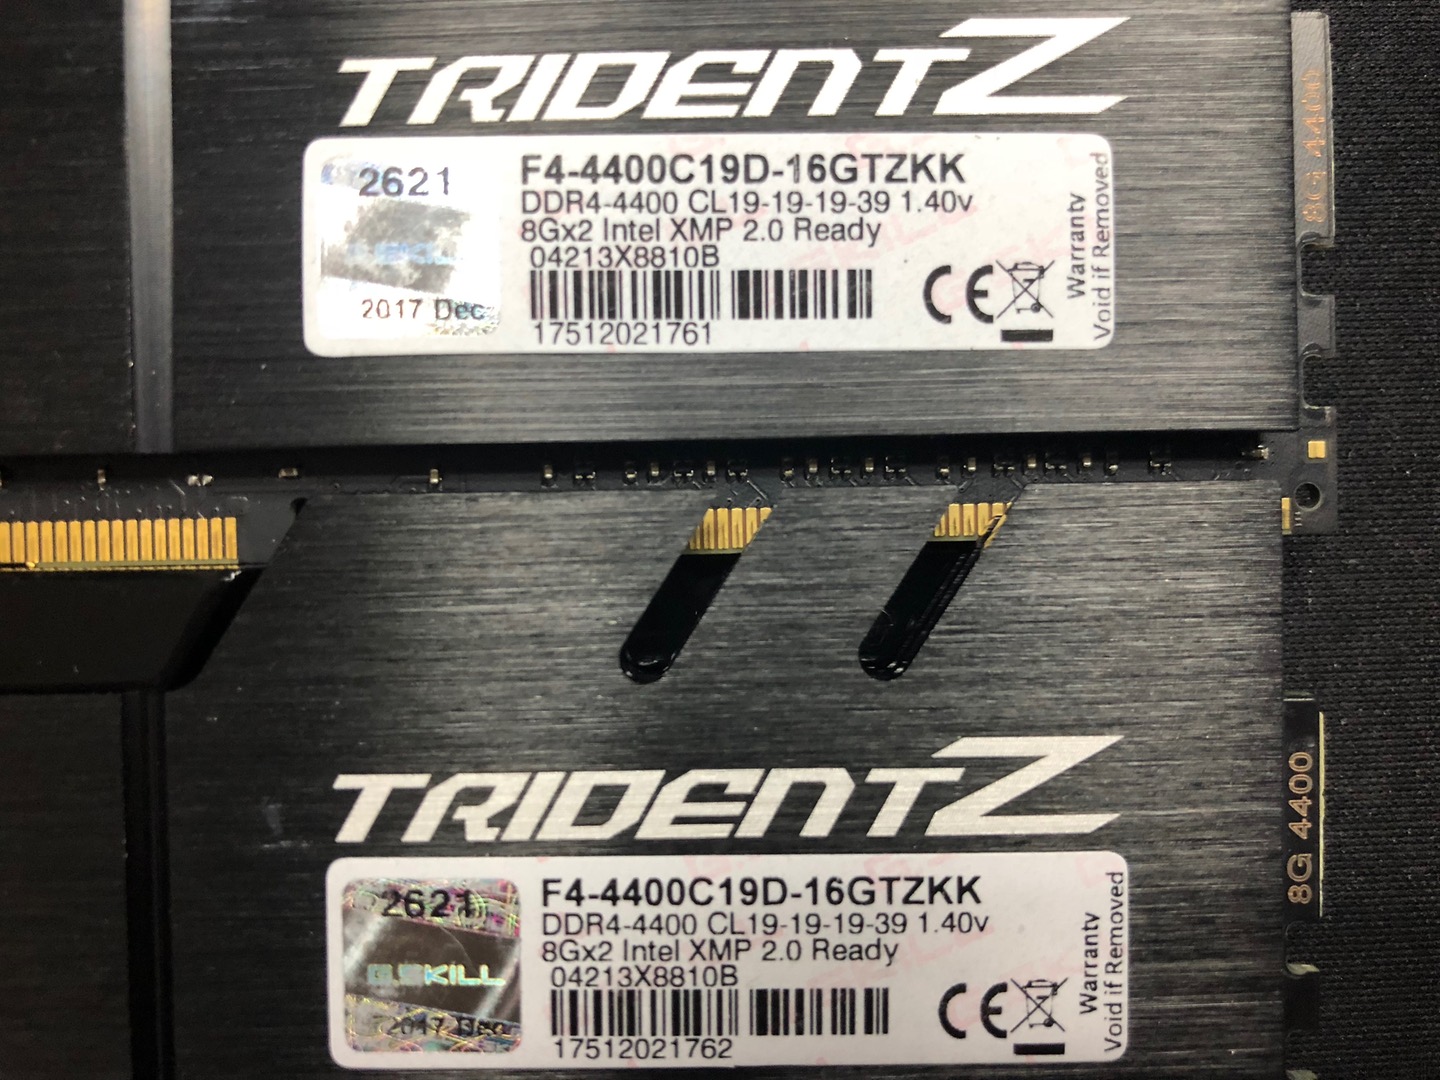 TRIDENTZ
2621
G.SKILL
2017 Dec
F4-4400C19D-16GTZKK
DDR4-4400 CL19-19-19-39 1.40v
8Gx2 Intel XMP 2.0 Ready
04213X8810B
17512021761
CE
Warranty
Void if Removed
8G 4400
TRIDENTZ
2621
G.SKILL
2017 Dec
F4-4400C19D-16GTZKK
DDR4-4400 CL19-19-19-39 1.40v
8Gx2 Intel XMP 2.0 Ready
04213X8810B
17512021762
CE
Warranty
Void if Removed
8G 4400